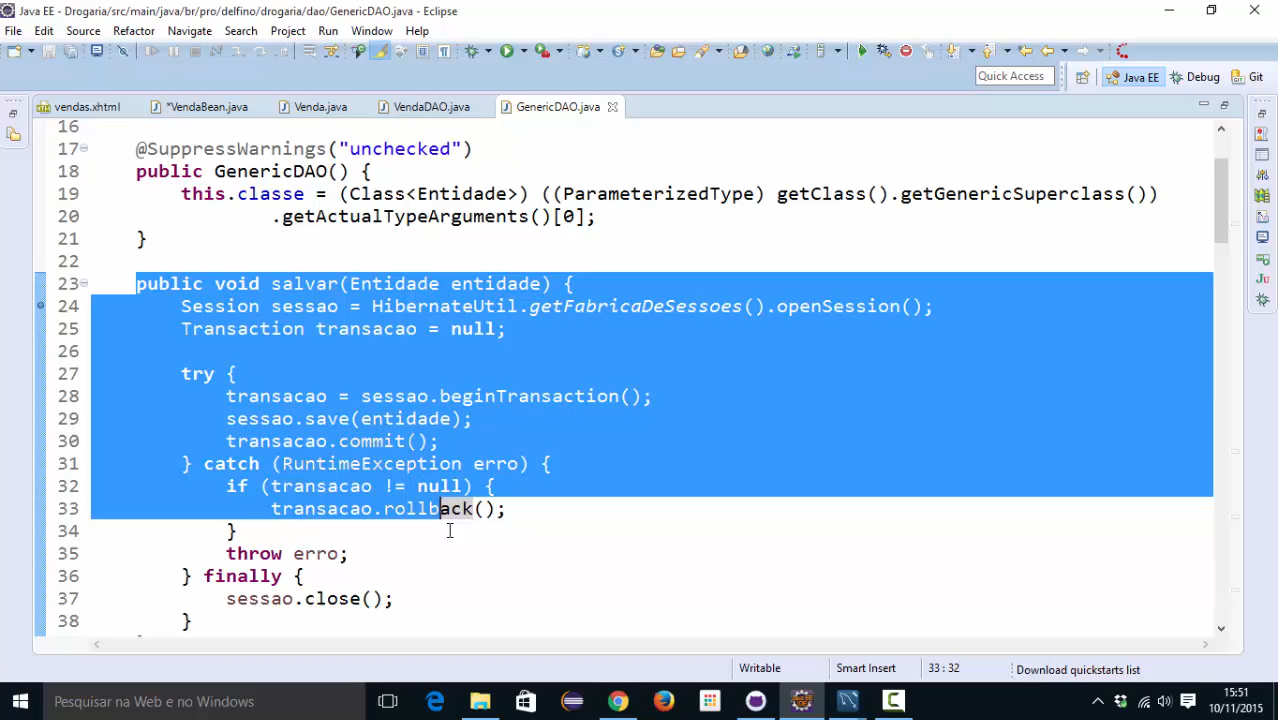 Java EE - Drogaria/src/main/java/br/pro/delfino/drogaria/dao/GenericDAO.java - Eclipse
File Edit Source Refactor Navigate Search Project Run Window Help
Quick Access
Java EE
Debug
Git
vendas.xhtml
*VendaBean.java
Venda.java
VendaDAO.java
GenericDAO.java
16
17 @SuppressWarnings("unchecked")
18 public GenericDAO() {
19 this.classe = (Class<Entidade>) ((ParameterizedType) getClass().getGenericSuperclass())
20 .getActualTypeArguments()[0];
21 }
22
23 public void salvar(Entidade entidade) {
24 Session sessao = HibernateUtil.getFabricaDeSessoes().openSession();
25 Transaction transacao = null;
26
27 try {
28 transacao = sessao.beginTransaction();
29 sessao.save(entidade);
30 transacao.commit();
31 } catch (RuntimeException erro) {
32 if (transacao != null) {
33 transacao.rollback();
34 }
35 throw erro;
36 } finally {
37 sessao.close();
38 }
Writable
Smart Insert
33 : 32
Download quickstarts list
Pesquisar na Web e no Windows
15:51
10/11/2015